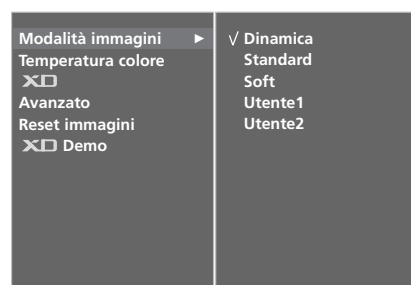 Modalità immagini ►
Temperatura colore
XD
Avanzato
Reset immagini
XD Demo
√ Dinamica
Standard
Soft
Utente1
Utente2